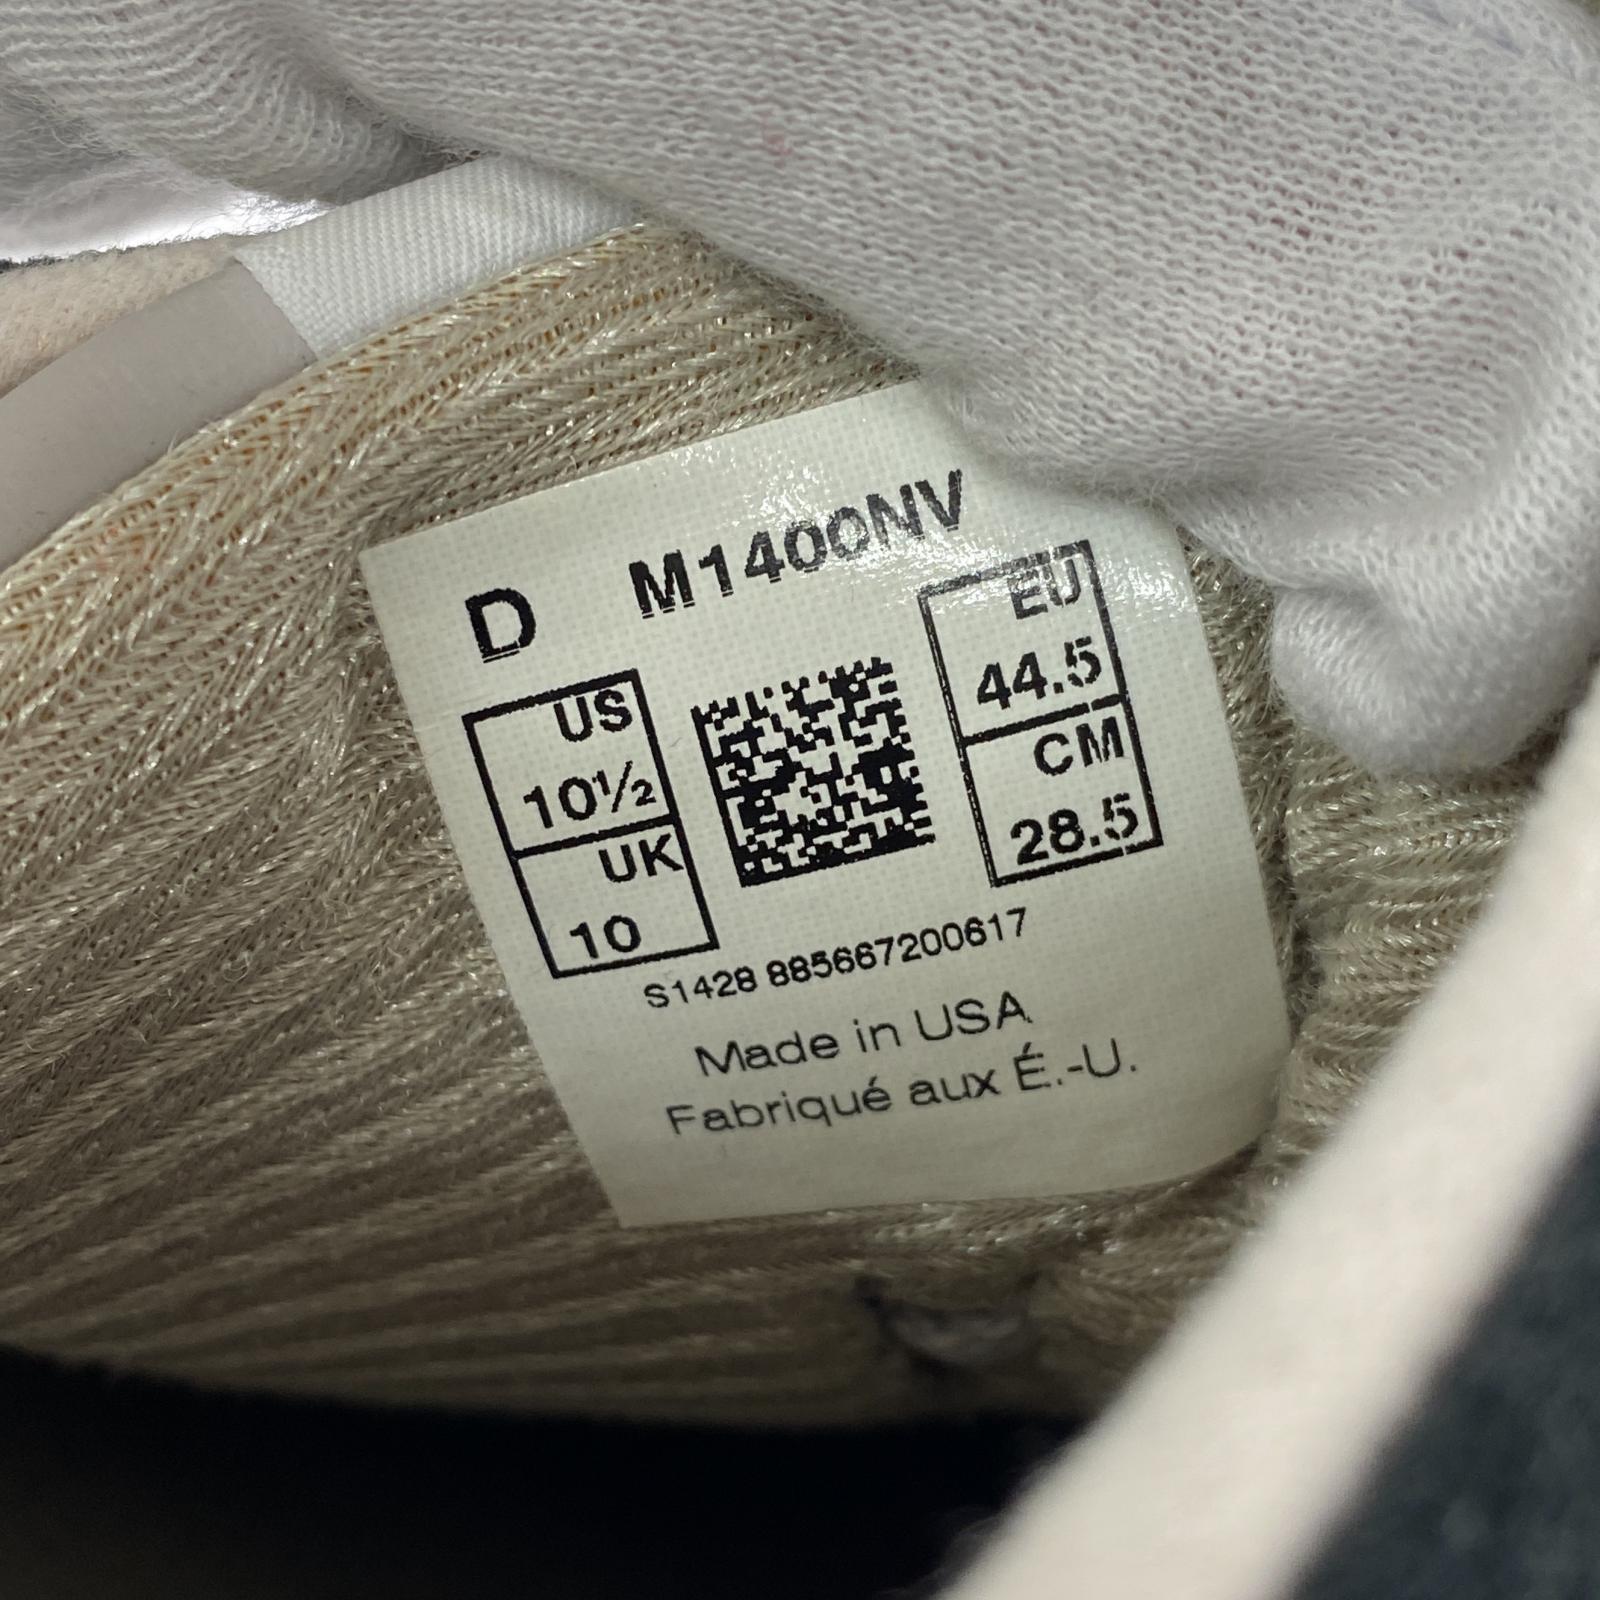 D M1400NV
US
10½
UK
10
EU
44.5
CM
28.5
S1428 885667200617
Made in USA
Fabriqué aux É.-U.